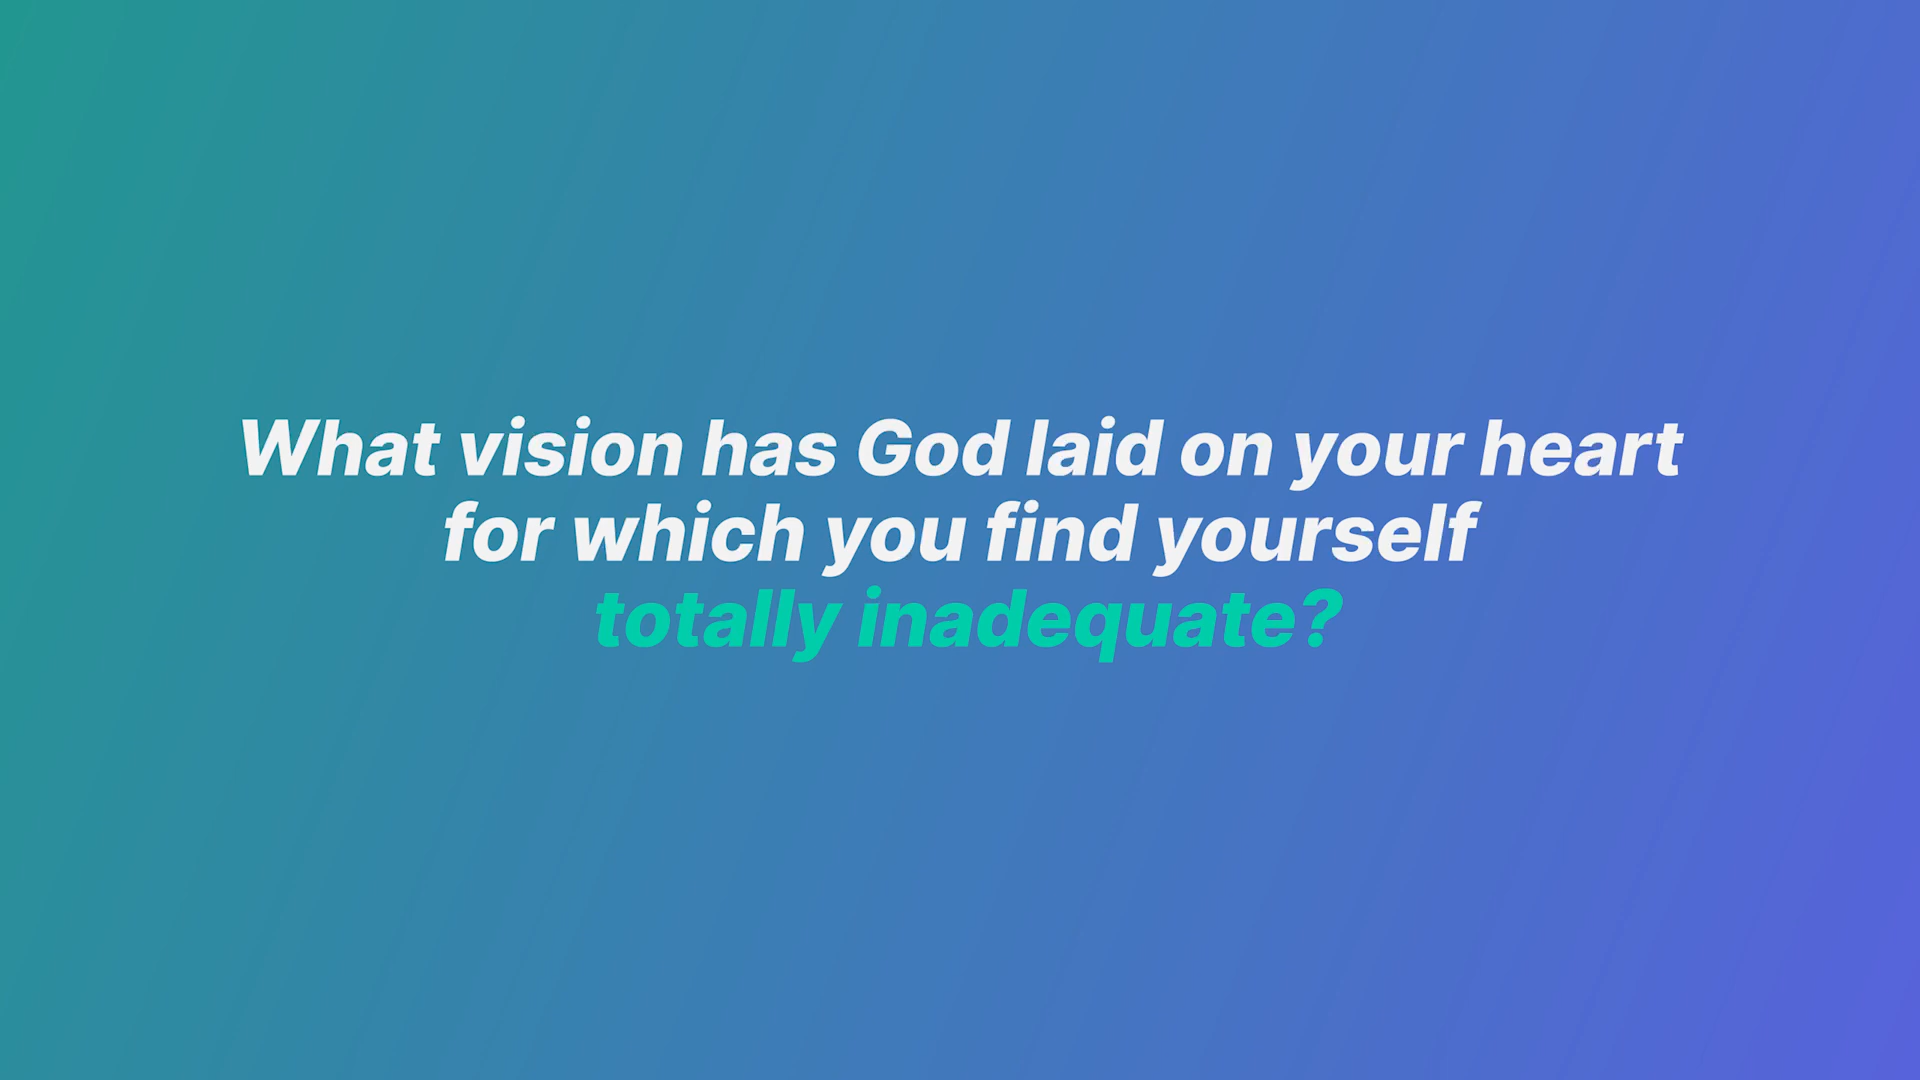 What vision has God laid on your heart
for which you find yourself
totally inadequate?